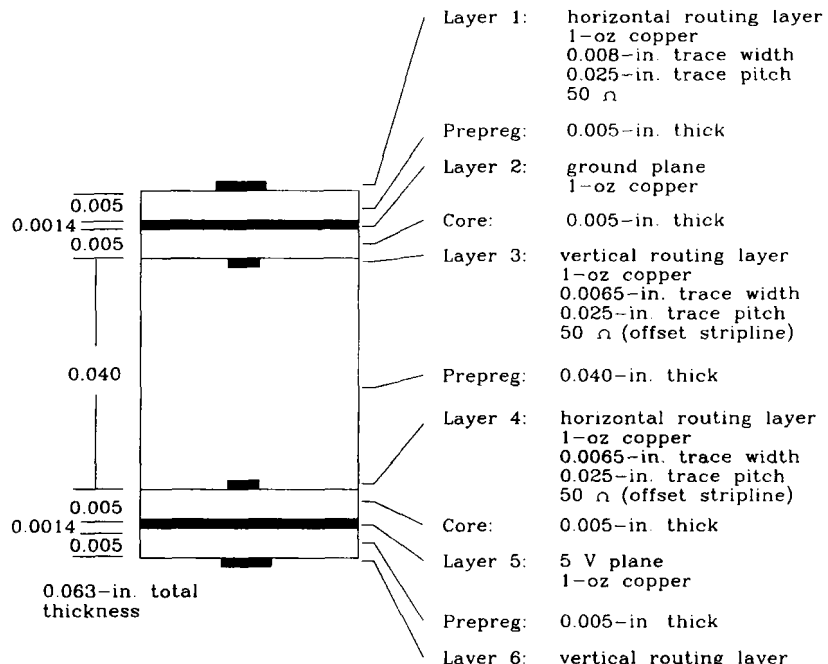 Layer 1: horizontal routing layer
1-oz copper
0.008-in. trace width
0.025-in. trace pitch
50 Ω
Prepreg: 0.005-in. thick
Layer 2: ground plane
1-oz copper
Core: 0.005-in. thick
Layer 3: vertical routing layer
1-oz copper
0.0065-in. trace width
0.025-in. trace pitch
50 Ω (offset stripline)
Prepreg: 0.040-in. thick
Layer 4: horizontal routing layer
1-oz copper
0.0065-in. trace width
0.025-in. trace pitch
50 Ω (offset stripline)
Core: 0.005-in. thick
Layer 5: 5 V plane
1-oz copper
Prepreg: 0.005-in thick
Layer 6: vertical routing layer
0.005
0.0014
0.005
0.040
0.005
0.0014
0.005
0.063-in. total
thickness